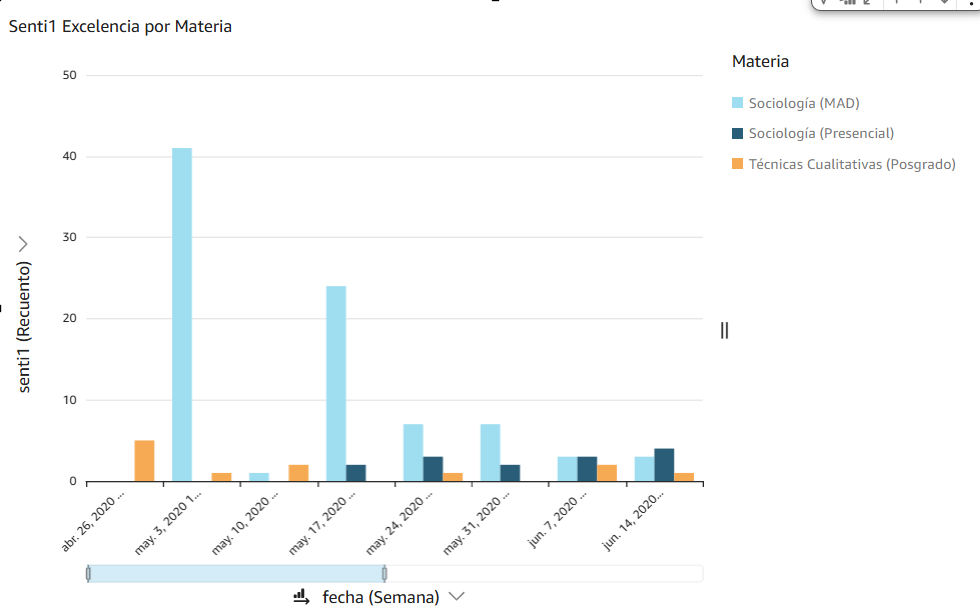 Senti1 Excelencia por Materia
Materia
Sociología (MAD)
Sociología (Presencial)
Técnicas Cualitativas (Posgrado)
senti1 (Recuento)
50
40
30
20
10
0
abr. 26, 2020 ...
may. 3, 2020 1...
may. 10, 2020 ...
may. 17, 2020 ...
may. 24, 2020 ...
may. 31, 2020 ...
jun. 7, 2020 ...
jun. 14, 2020...
fecha (Semana)